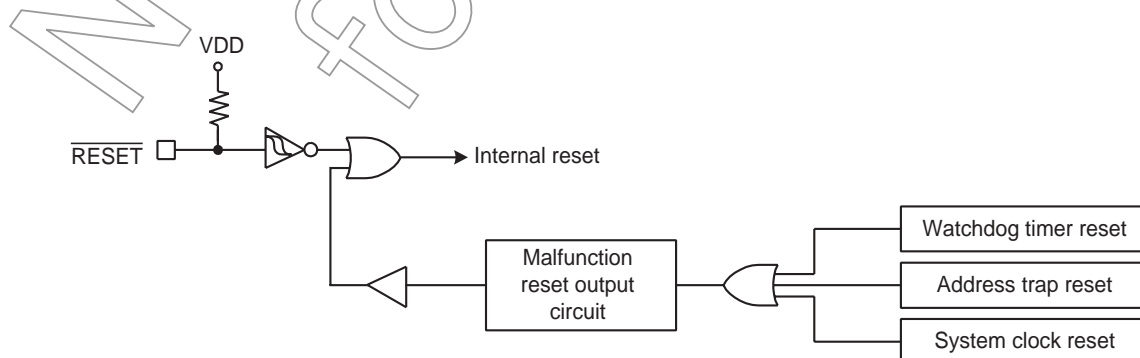 VDD
RESET
Internal reset
Watchdog timer reset
Malfunction
reset output
circuit
Address trap reset
System clock reset